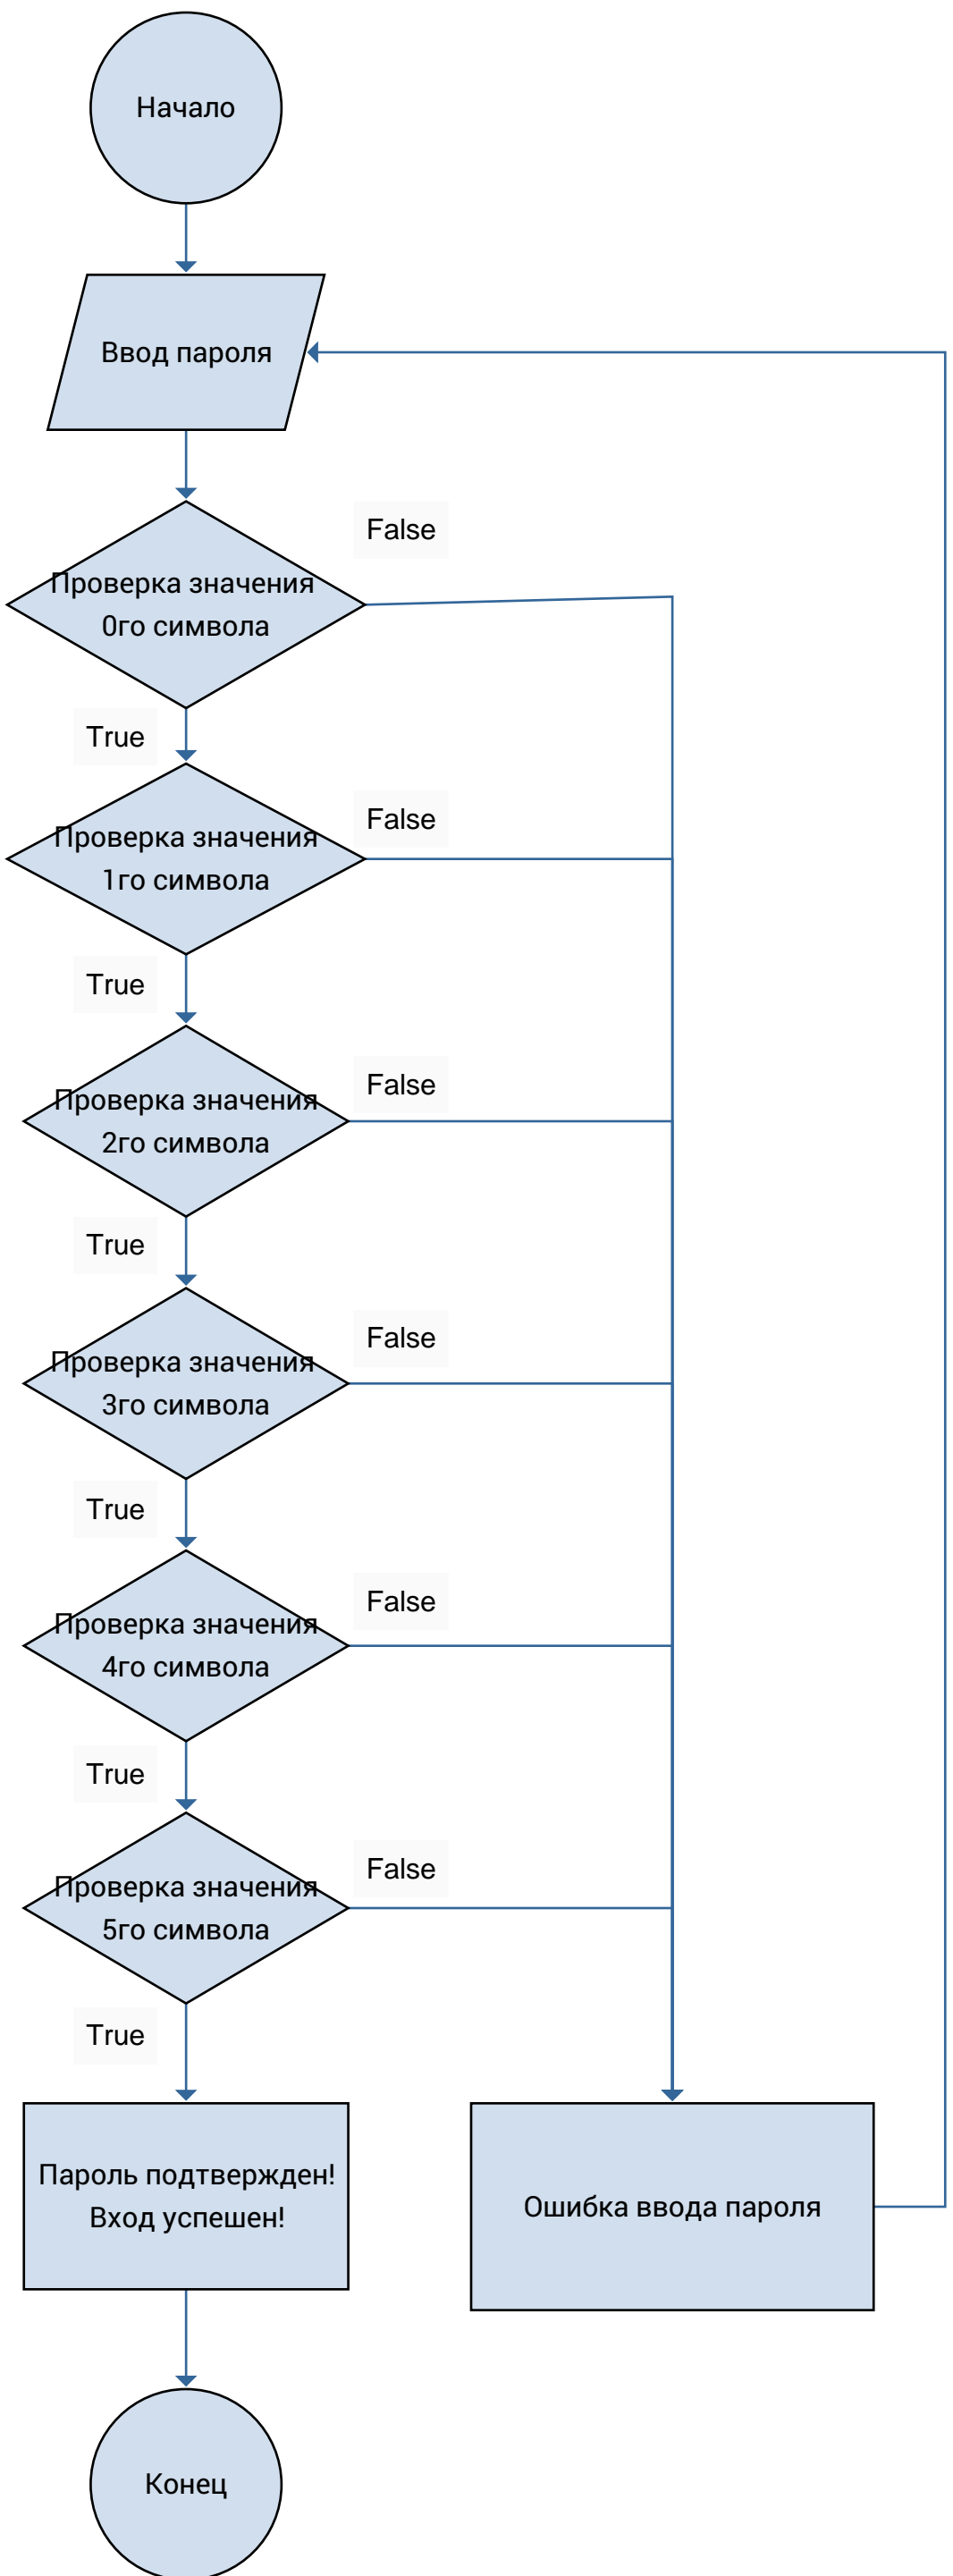 Начало
Ввод пароля
False
Проверка значения
0го символа
True
False
Проверка значения
1го символа
True
False
Проверка значения
2го символа
True
False
Проверка значения
3го символа
True
False
Проверка значения
4го символа
True
False
Проверка значения
5го символа
True
Пароль подтвержден!
Вход успешен!
Ошибка ввода пароля
Конец